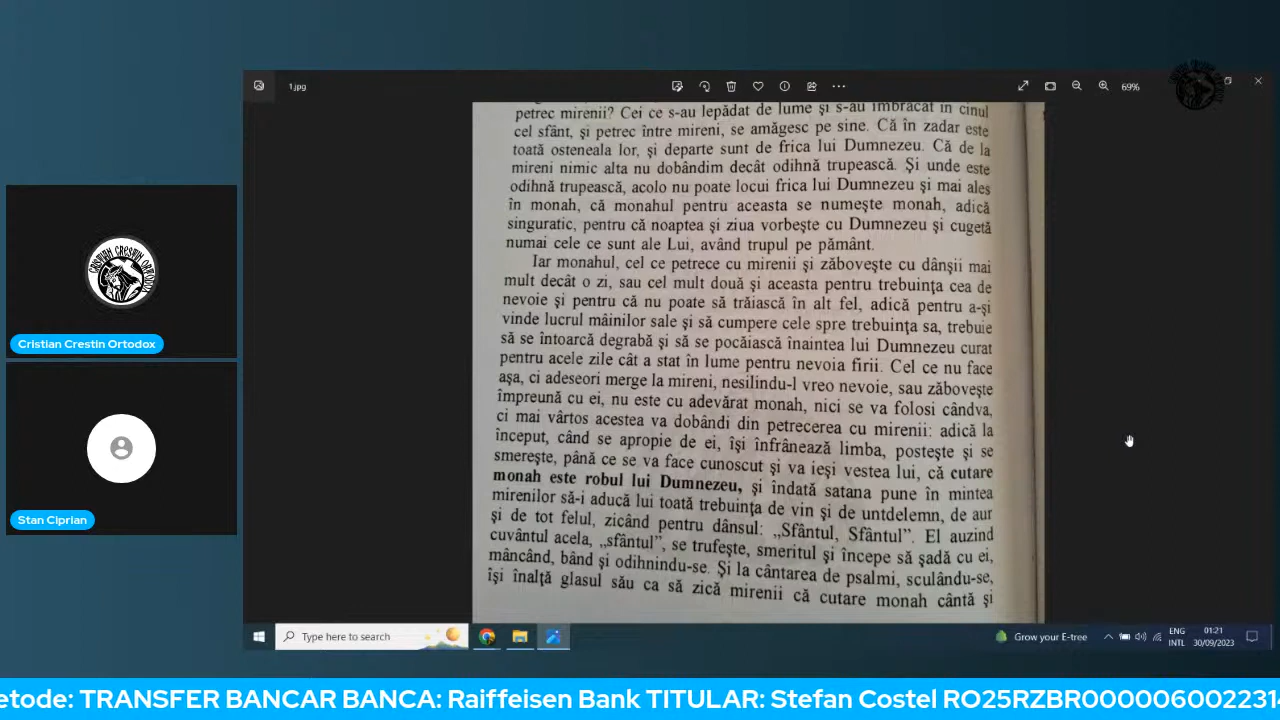 1.jpg
69%
petrec mirenii? Cei ce s-au lepădat de lume și s-au îmbrăcat în cinul
cel sfânt, și petrec între mireni, se amăgesc pe sine. Că în zadar este
toată osteneala lor, și departe sunt de frica lui Dumnezeu. Că de la
mireni nimic alta nu dobândim decât odihnă trupească. Și unde este
odihnă trupească, acolo nu poate locui frica lui Dumnezeu și mai ales
în monah, că monahul pentru aceasta se numește monah, adică
singuratic, pentru că noaptea și ziua vorbește cu Dumnezeu și cugetă
numai cele ce sunt ale Lui, având trupul pe pământ.
Iar monahul, cel ce petrece cu mirenii și zăbovește cu dânșii mai
mult decât o zi, sau cel mult două și aceasta pentru trebuința cea de
nevoie și pentru că nu poate să trăiască în alt fel, adică pentru a-și
vinde lucrul mâinilor sale și să cumpere cele spre trebuința sa, trebuie
să se întoarcă degrabă și să se pocăiască înaintea lui Dumnezeu curat
pentru acele zile cât a stat în lume pentru nevoia firii. Cel ce nu face
așa, ci adeseori merge la mireni, nesilindu-l vreo nevoie, sau zăbovește
împreună cu ei, nu este cu adevărat monah, nici se va folosi cândva,
ci mai vârtos acestea va dobândi din petrecerea cu mirenii: adică la
început, când se apropie de ei, își înfrânează limba, postește și se
smerește, până ce se va face cunoscut și va ieși vestea lui, că cutare
monah este robul lui Dumnezeu, și îndată satana pune în mintea
mirenilor să-i aducă lui toată trebuința de vin și de untdelemn, de aur
și de tot felul, zicând pentru dânsul: „Sfântul, Sfântul”. El auzind
cuvântul acela, „sfântul”, se trufește, smeritul și începe să șadă cu ei,
mâncând, bând și odihnindu-se. Și la cântarea de psalmi, sculându-se,
își înalță glasul său ca să zică mirenii că cutare monah cântă și
CRISTIAN CRESTIN ORTODOX
Cristian Crestin Ortodox
Stan Ciprian
Type here to search
Grow your E-tree
ENG
INTL
01:21
30/09/2023
etode: TRANSFER BANCAR BANCA: Raiffeisen Bank TITULAR: Stefan Costel RO25RZBR000006002231